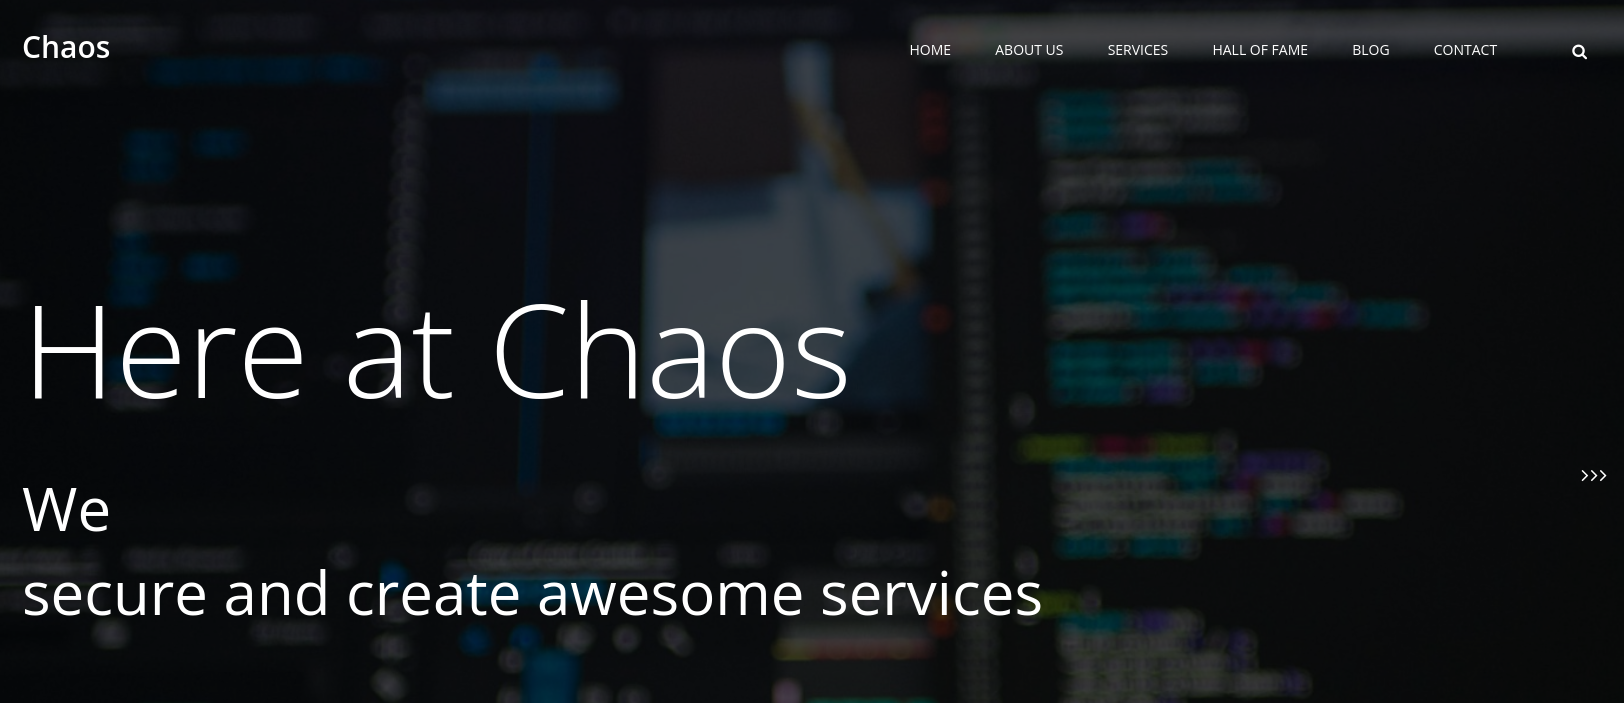 Chaos
HOME ABOUT US SERVICES HALL OF FAME BLOG CONTACT
Here at Chaos
We
secure and create awesome services